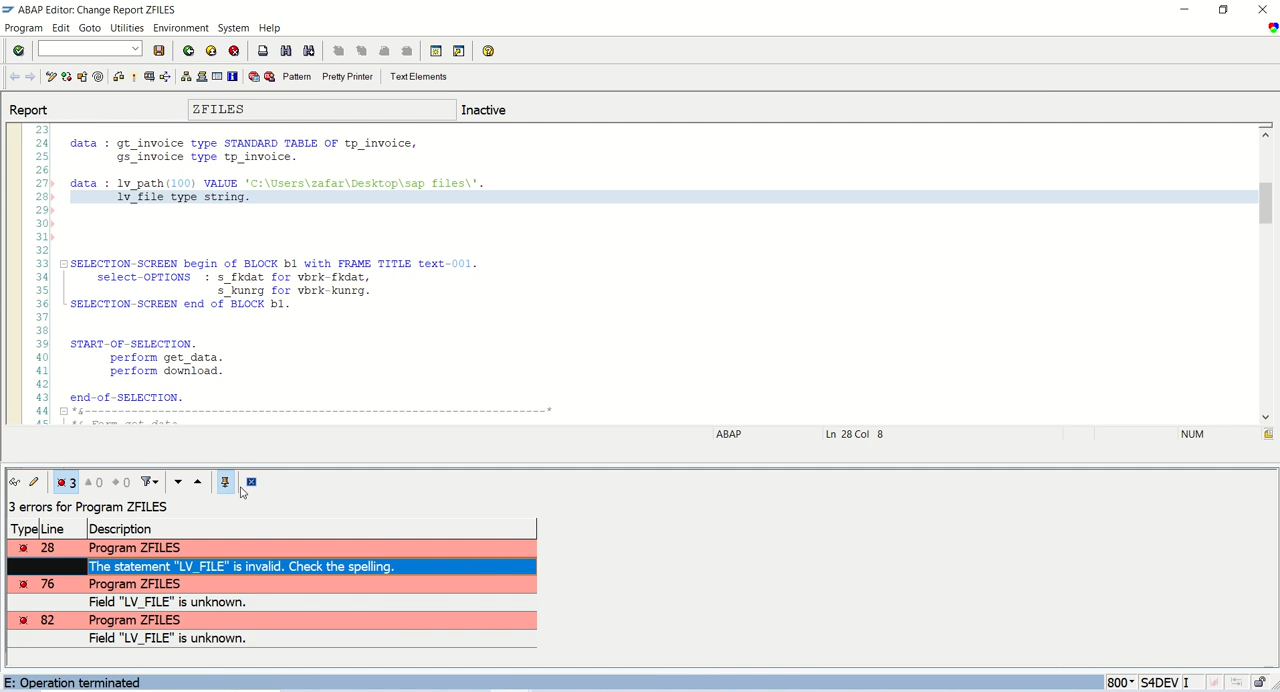 ABAP Editor: Change Report ZFILES
Program Edit Goto Utilities Environment System Help
Pattern Pretty Printer Text Elements
Report ZFILES Inactive
23
24 data : gt_invoice type STANDARD TABLE OF tp_invoice,
25 gs_invoice type tp_invoice.
26
27 data : lv_path(100) VALUE 'C:\Users\zafar\Desktop\sap files\'.
28 lv_file type string.
29
30
31
32
33 SELECTION-SCREEN begin of BLOCK b1 with FRAME TITLE text-001.
34 select-OPTIONS : s_fkdat for vbrk-fkdat,
35 s_kunrg for vbrk-kunrg.
36 SELECTION-SCREEN end of BLOCK b1.
37
38
39 START-OF-SELECTION.
40 perform get_data.
41 perform download.
42
43 end-of-SELECTION.
44 *&---------------------------------------------------------------------*
45 *& Form get_data
ABAP Ln 28 Col 8 NUM
3 0 0
3 errors for Program ZFILES
Type Line Description
28 Program ZFILES
The statement "LV_FILE" is invalid. Check the spelling.
76 Program ZFILES
Field "LV_FILE" is unknown.
82 Program ZFILES
Field "LV_FILE" is unknown.
E: Operation terminated 800 S4DEV I